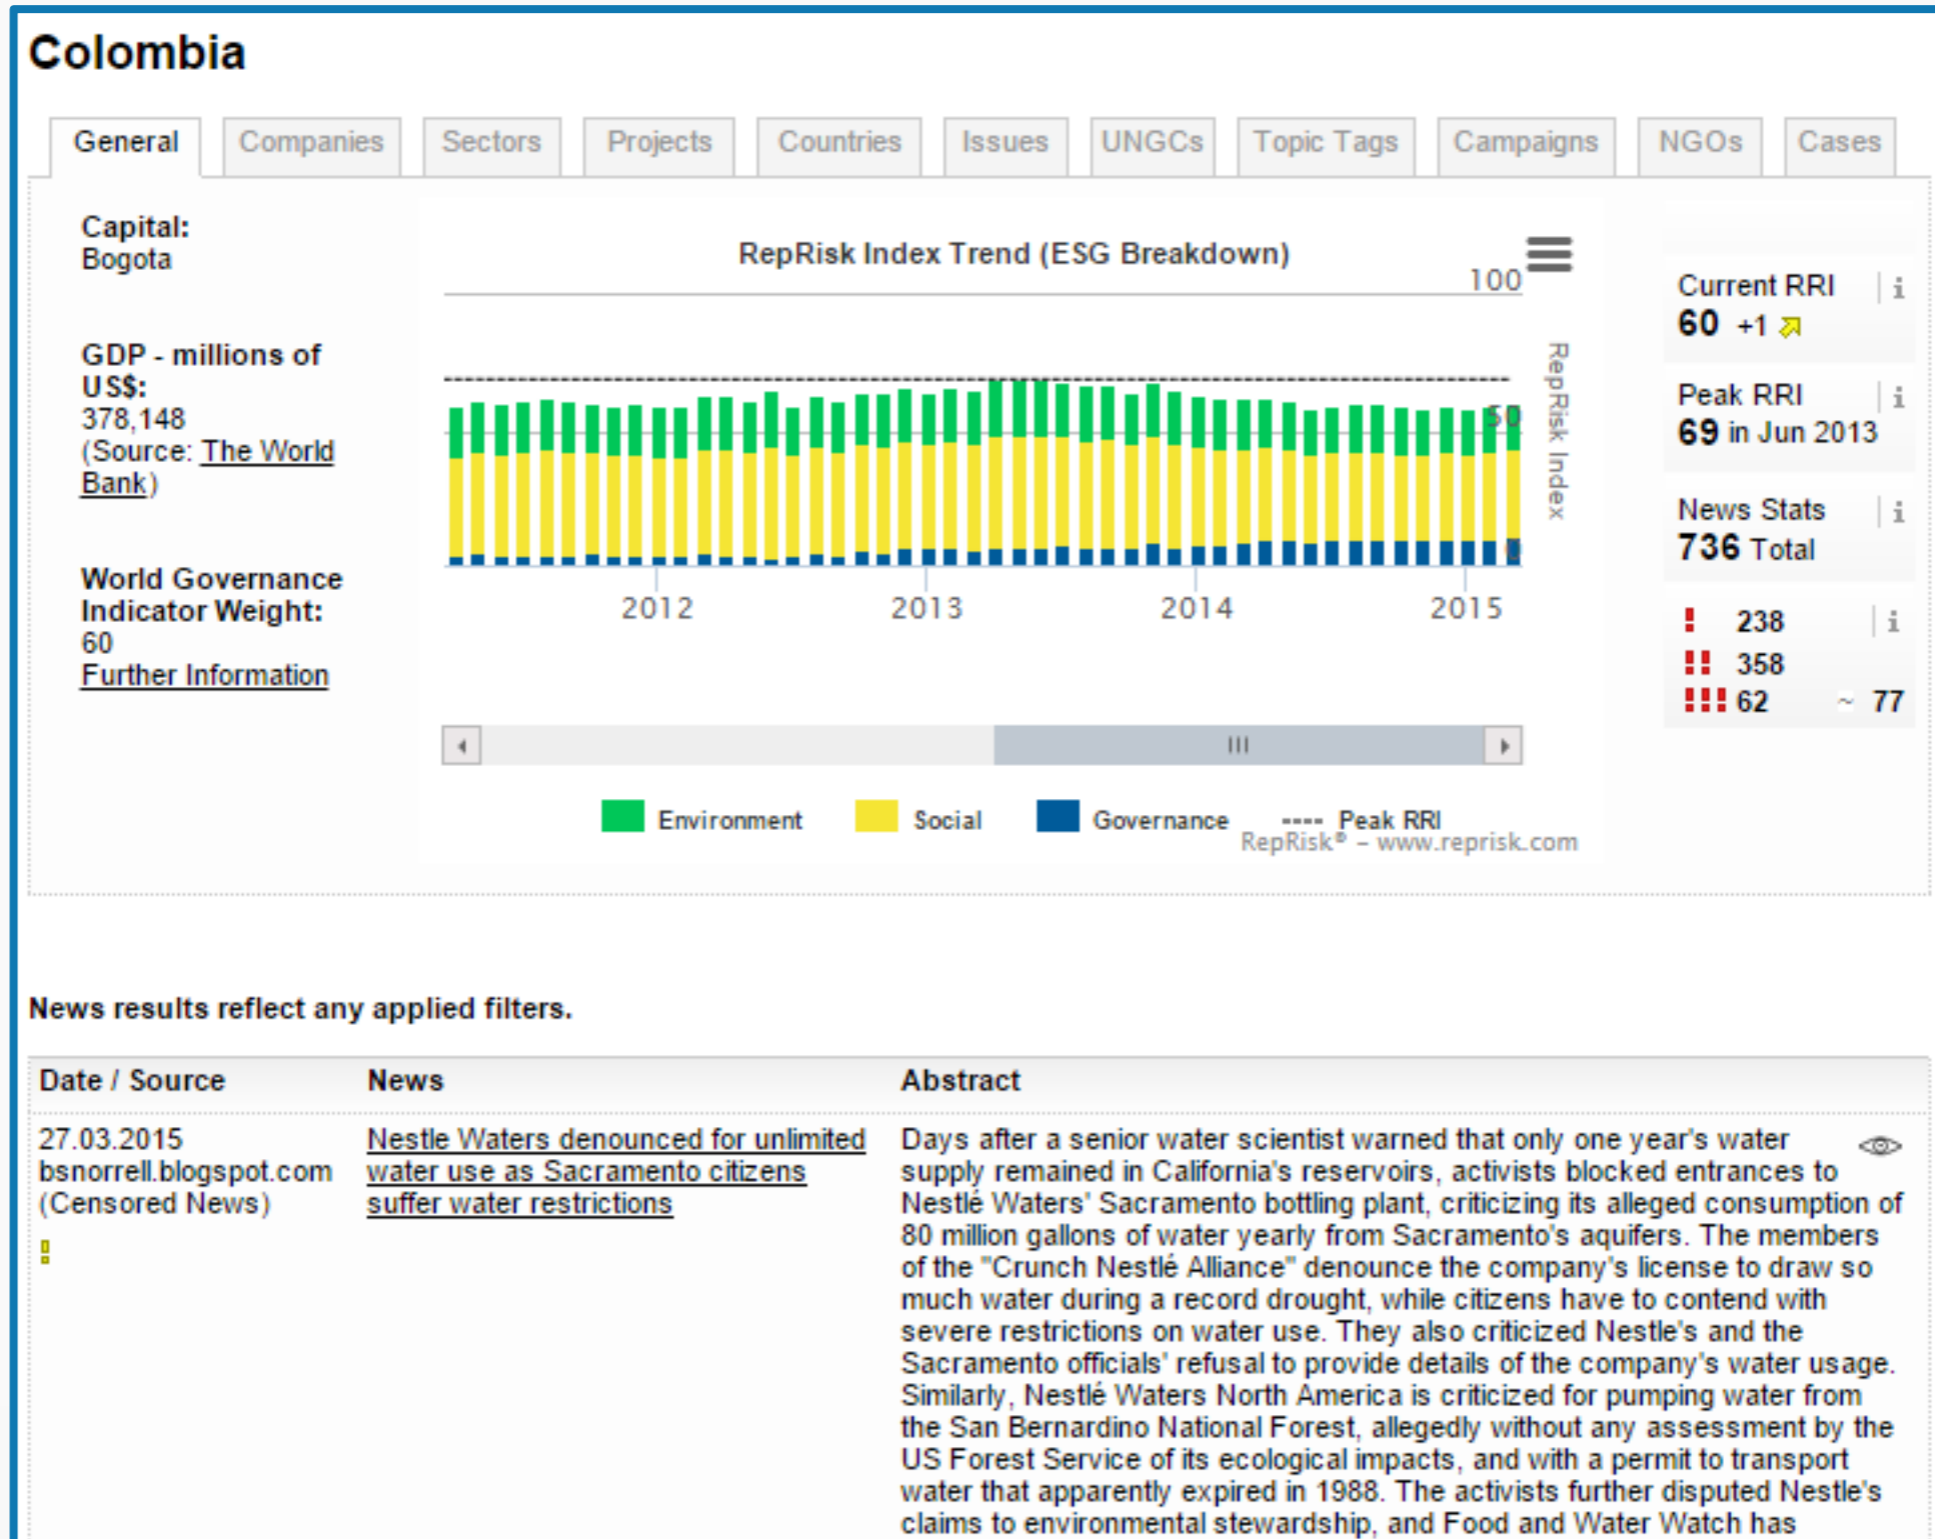 Colombia
General
Companies
Sectors
Projects
Countries
Issues
UNGCs
Topic Tags
Campaigns
NGOs
Cases
Capital:
Bogota
GDP - millions of
US$:
378,148
(Source: The World
Bank)
World Governance
Indicator Weight:
60
Further Information
RepRisk Index Trend (ESG Breakdown)
100
50
0
RepRisk Index
2012
2013
2014
2015
Environment
Social
Governance
Peak RRI
RepRisk® – www.reprisk.com
Current RRI
60 +1
Peak RRI
69 in Jun 2013
News Stats
736 Total
! 238
!! 358
!!! 62 ~ 77
News results reflect any applied filters.
Date / Source
News
Abstract
27.03.2015
bsnorrell.blogspot.com
(Censored News)
Nestle Waters denounced for unlimited
water use as Sacramento citizens
suffer water restrictions
Days after a senior water scientist warned that only one year's water
supply remained in California's reservoirs, activists blocked entrances to
Nestlé Waters' Sacramento bottling plant, criticizing its alleged consumption of
80 million gallons of water yearly from Sacramento's aquifers. The members
of the "Crunch Nestlé Alliance" denounce the company's license to draw so
much water during a record drought, while citizens have to contend with
severe restrictions on water use. They also criticized Nestle's and the
Sacramento officials' refusal to provide details of the company's water usage.
Similarly, Nestlé Waters North America is criticized for pumping water from
the San Bernardino National Forest, allegedly without any assessment by the
US Forest Service of its ecological impacts, and with a permit to transport
water that apparently expired in 1988. The activists further disputed Nestle's
claims to environmental stewardship, and Food and Water Watch has